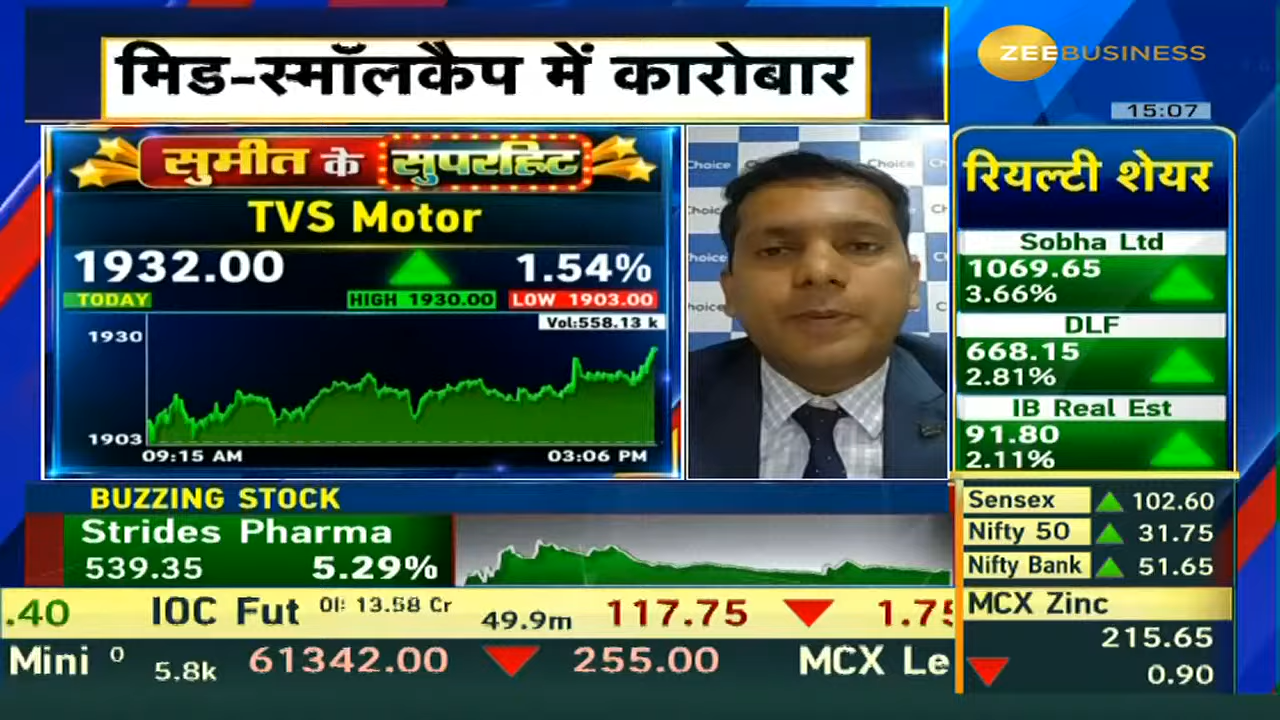 मिड-स्मॉलकैप में कारोबार
ZEEBUSINESS
15:07
सुमीत के सुपरहिट
TVS Motor
1932.00 1.54%
TODAY HIGH 1930.00 LOW 1903.00
Vol:558.13 k
1930
1903
09:15 AM 03:06 PM
Choice
Choice
रियल्टी शेयर
Sobha Ltd
1069.65
3.66%
DLF
668.15
2.81%
IB Real Est
91.80
2.11%
BUZZING STOCK
Strides Pharma
539.35 5.29%
Sensex 102.60
Nifty 50 31.75
Nifty Bank 51.65
MCX Zinc
215.65
0.90
.40 IOC Fut OI: 13.58 Cr 49.9m 117.75 1.75
Mini 0 5.8k 61342.00 255.00 MCX Le